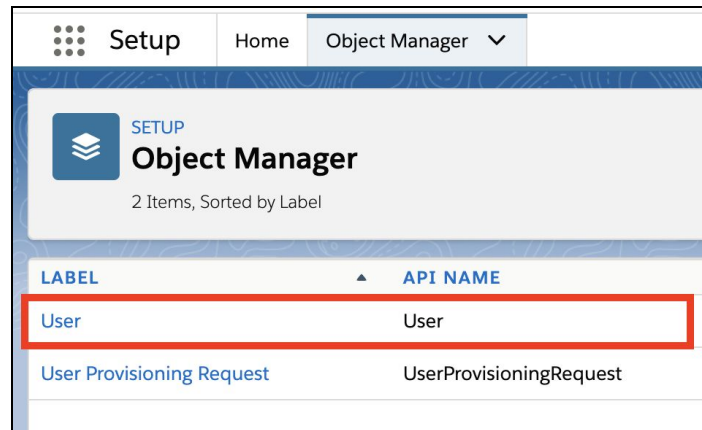 Setup Home Object Manager
SETUP
Object Manager
2 Items, Sorted by Label
LABEL API NAME
User User
User Provisioning Request UserProvisioningRequest